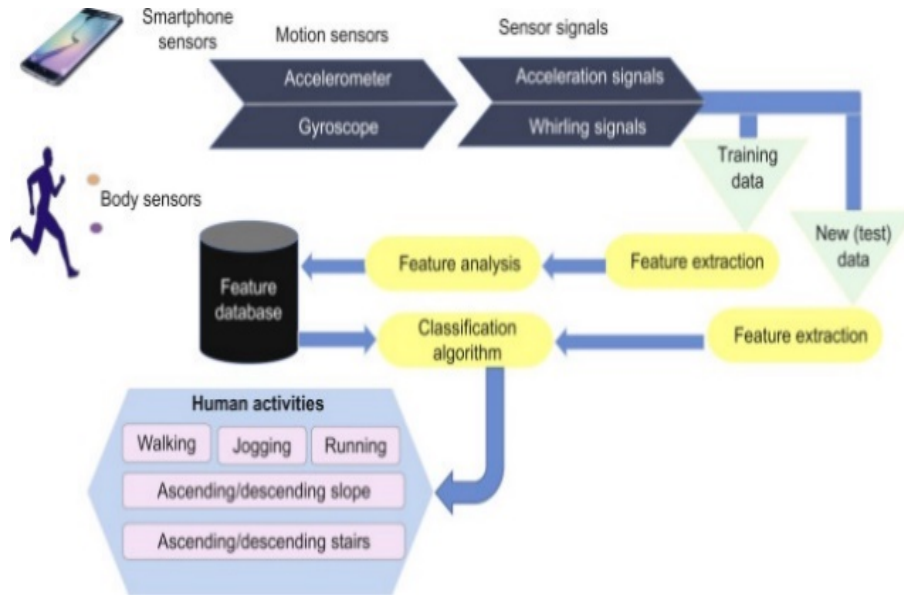 Smartphone
sensors
Motion sensors
Sensor signals
Accelerometer
Gyroscope
Acceleration signals
Whirling signals
Body sensors
Training
data
New (test)
data
Feature extraction
Feature analysis
Feature
database
Classification
algorithm
Feature extraction
Human activities
Walking
Jogging
Running
Ascending/descending slope
Ascending/descending stairs